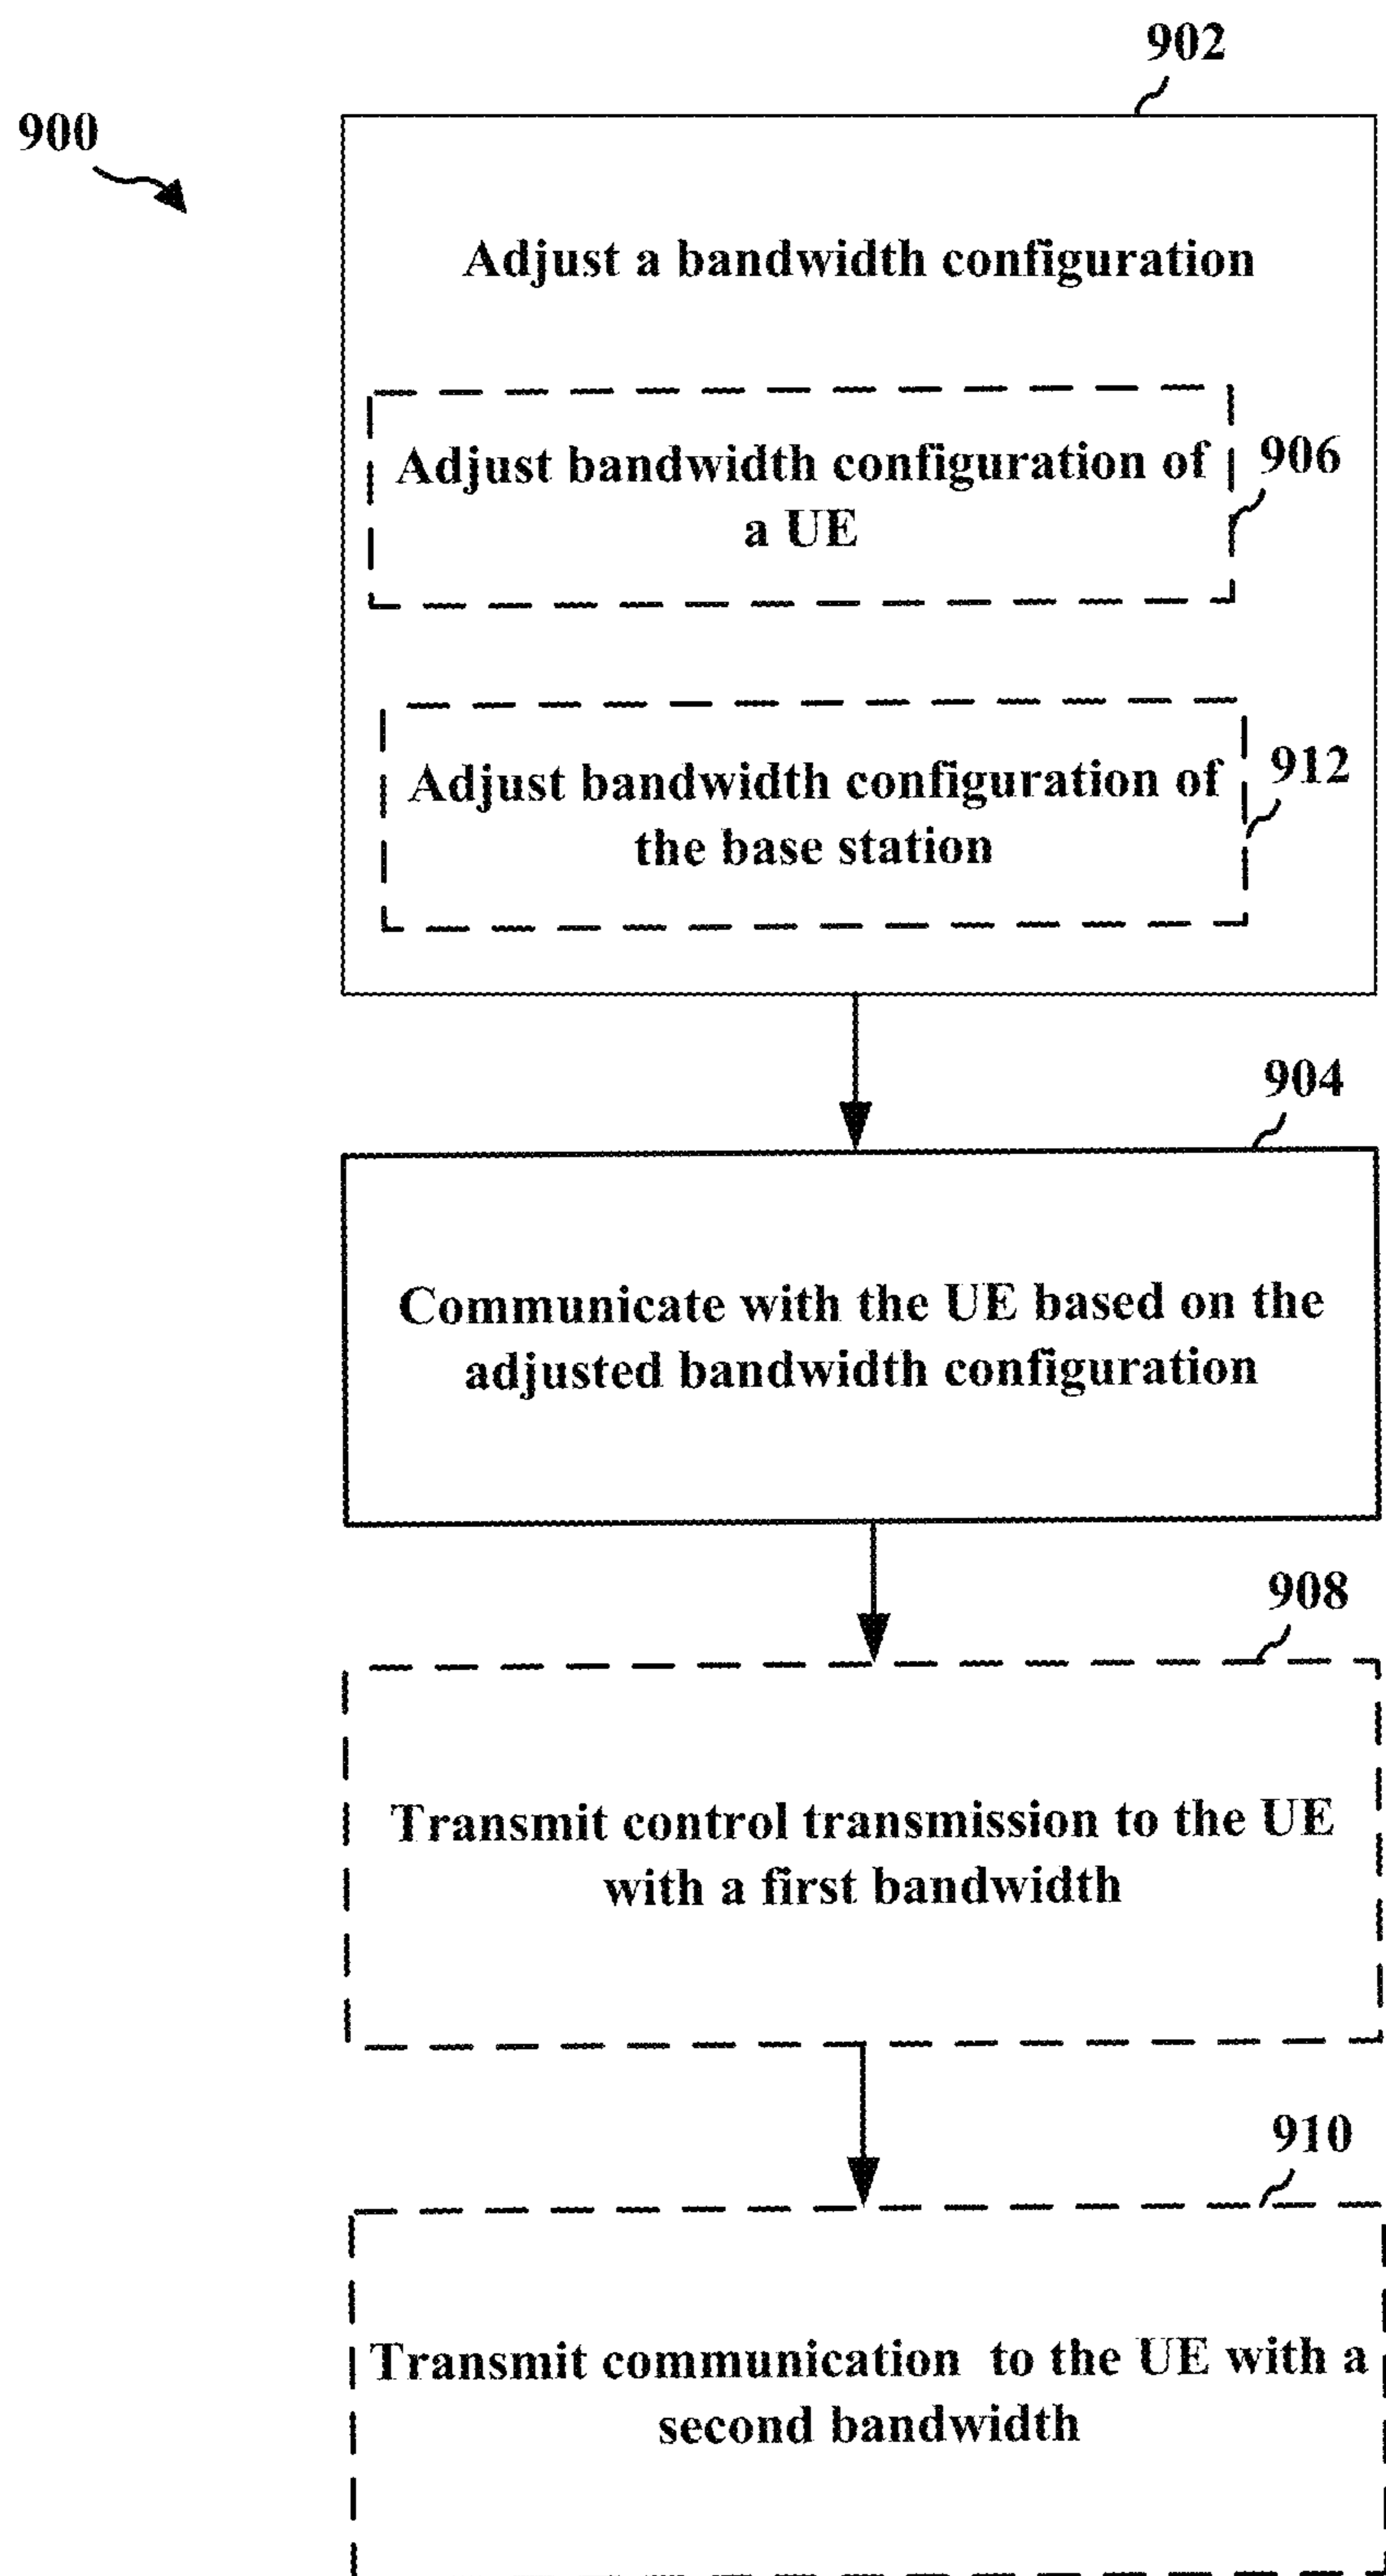 902
900
Adjust a bandwidth configuration
Adjust bandwidth configuration of
a UE
906
Adjust bandwidth configuration of
the base station
912
904
Communicate with the UE based on the
adjusted bandwidth configuration
908
Transmit control transmission to the UE
with a first bandwidth
910
Transmit communication to the UE with a
second bandwidth